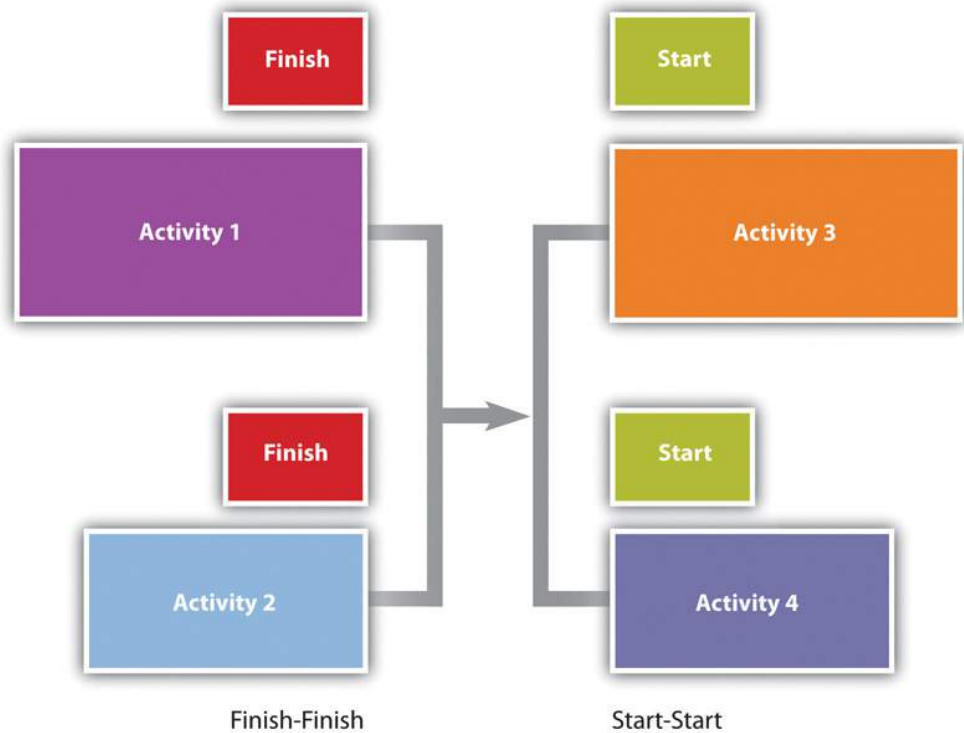 Finish
Start
Activity 1
Activity 3
Finish
Start
Activity 2
Activity 4
Finish-Finish
Start-Start